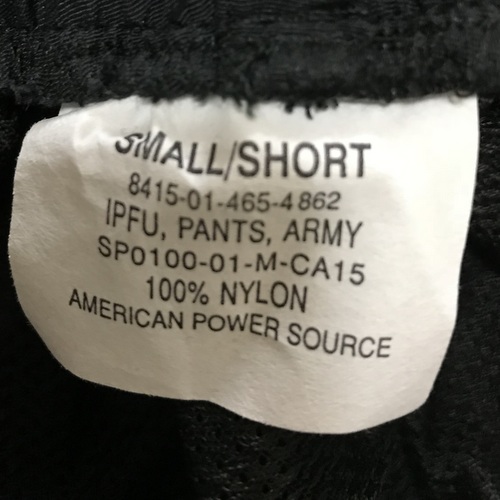 SMALL/SHORT
8415-01-465-4862
IPFU, PANTS, ARMY
SP0100-01-M-CA15
100% NYLON
AMERICAN POWER SOURCE